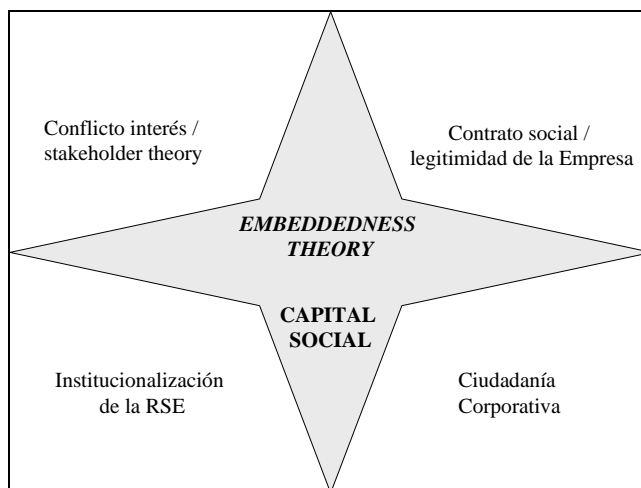 Conflicto interés /
stakeholder theory
Contrato social /
legitimidad de la Empresa
EMBEDDEDNESS
THEORY
CAPITAL
SOCIAL
Institucionalización
de la RSE
Ciudadanía
Corporativa